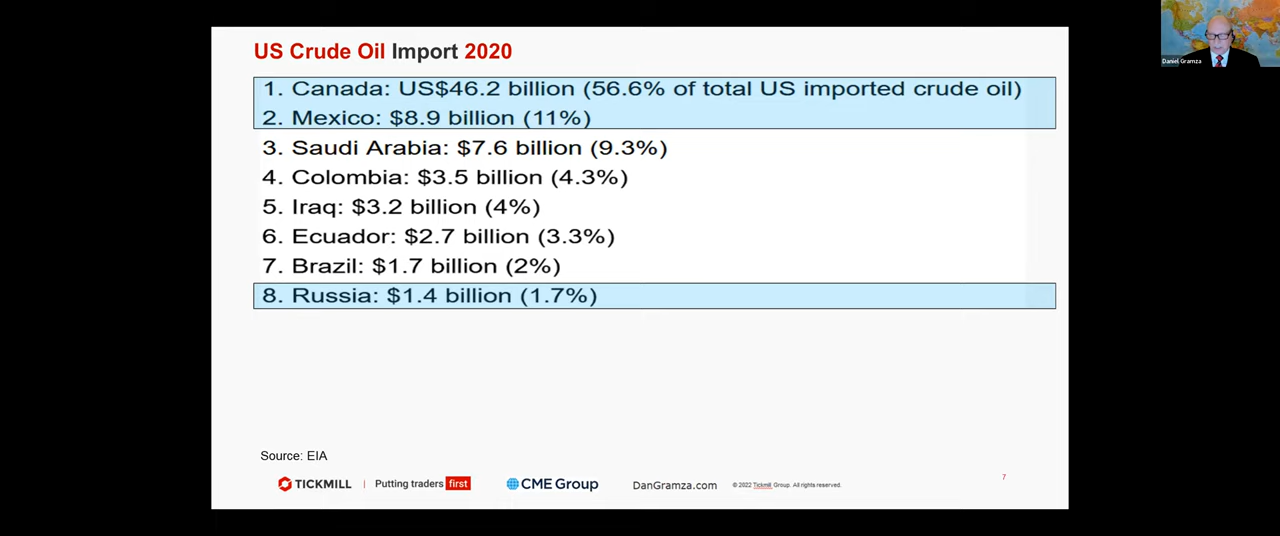 US Crude Oil Import 2020
1. Canada: US$46.2 billion (56.6% of total US imported crude oil)
2. Mexico: $8.9 billion (11%)
3. Saudi Arabia: $7.6 billion (9.3%)
4. Colombia: $3.5 billion (4.3%)
5. Iraq: $3.2 billion (4%)
6. Ecuador: $2.7 billion (3.3%)
7. Brazil: $1.7 billion (2%)
8. Russia: $1.4 billion (1.7%)
Source: EIA
TICKMILL | Putting traders first CME Group DanGramza.com © 2022 Tickmill Group. All rights reserved.
7
Daniel Gramza